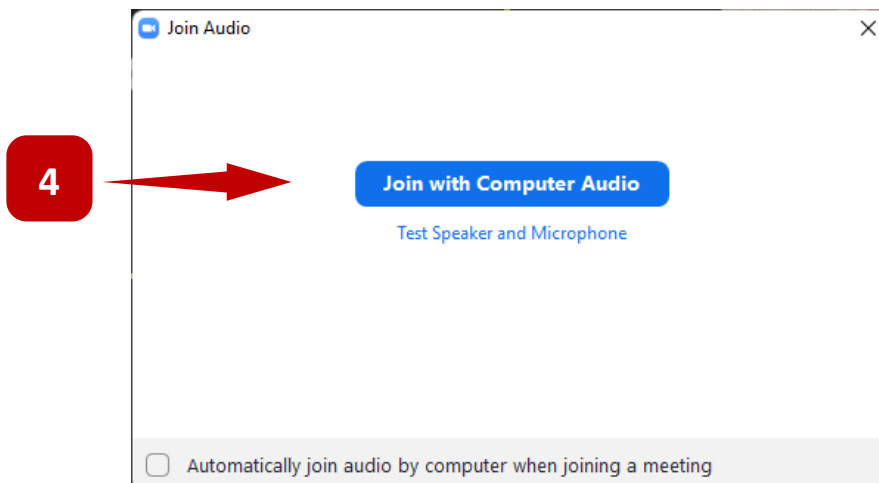 Join Audio
4
Join with Computer Audio
Test Speaker and Microphone
Automatically join audio by computer when joining a meeting